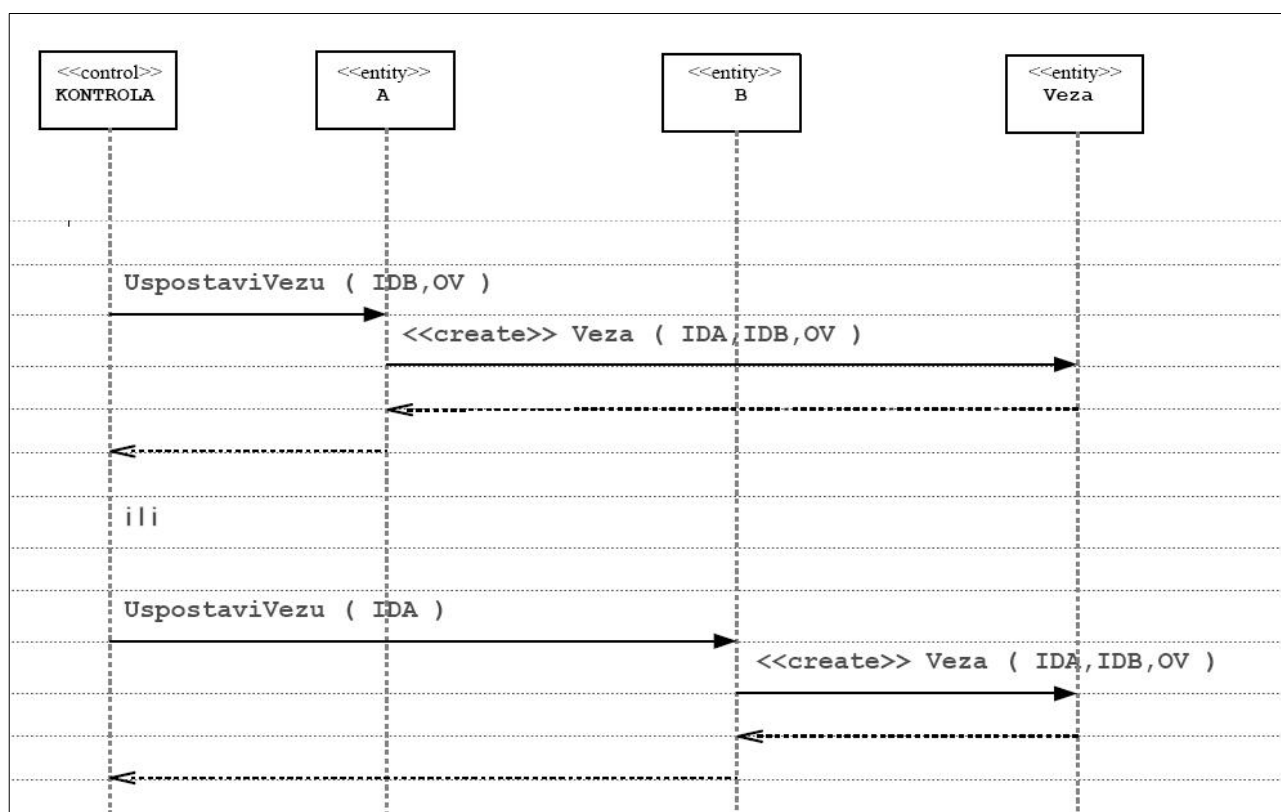 <<control>>
KONTROLA
<<entity>>
A
<<entity>>
B
<<entity>>
Veza
UspostaviVezu ( IDB,OV )
<<create>> Veza ( IDA,IDB,OV )
ili
UspostaviVezu ( IDA )
<<create>> Veza ( IDA,IDB,OV )